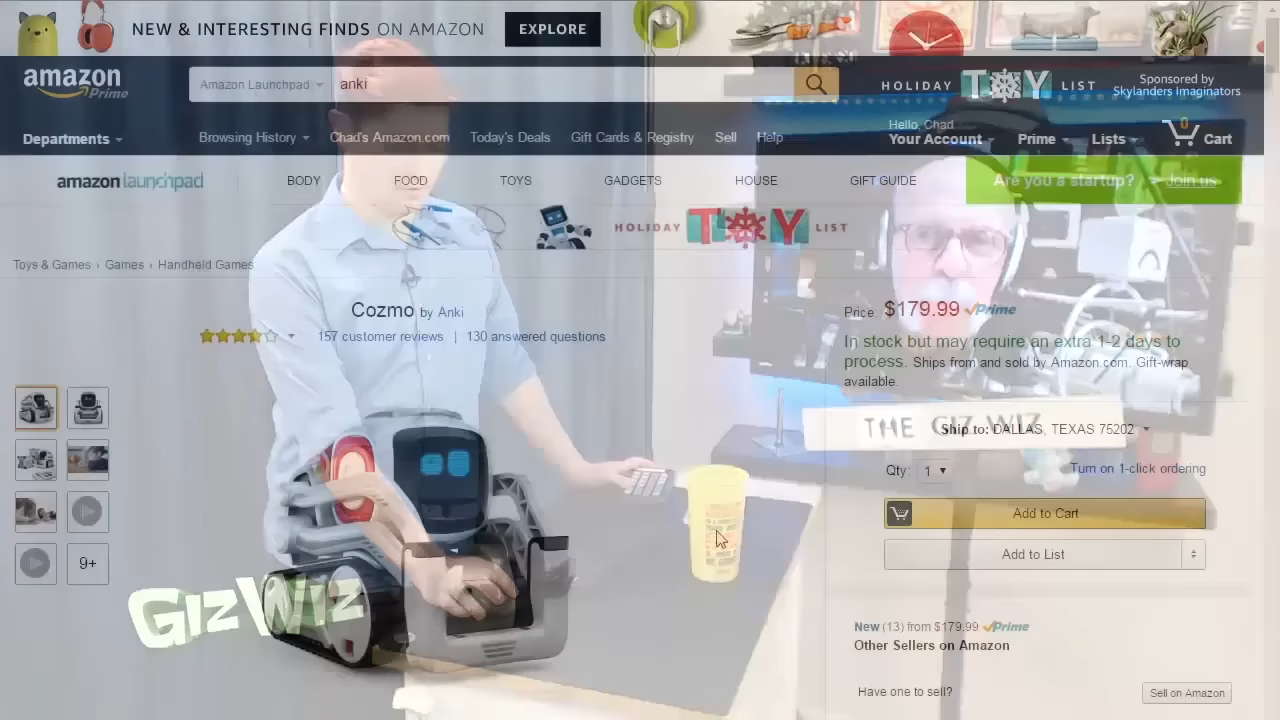 NEW & INTERESTING FINDS ON AMAZON EXPLORE
amazon Prime
Amazon Launchpad anki
HOLIDAY TOY LIST Sponsored by Skylanders Imaginators
Departments Browsing History Chad's Amazon.com Today's Deals Gift Cards & Registry Sell Help
Hello, Chad
Your Account Prime Lists 0 Cart
amazon launchpad BODY FOOD TOYS GADGETS HOUSE GIFT GUIDE Are you a startup? Join us
HOLIDAY TOY LIST
Toys & Games › Games › Handheld Games
Cozmo by Anki
157 customer reviews | 130 answered questions
Price: $179.99 Prime
In stock but may require an extra 1-2 days to
process. Ships from and sold by Amazon.com. Gift-wrap
available.
THE GIZ WIZ
Ship to: DALLAS, TEXAS 75202
Qty: 1 Turn on 1-click ordering
Add to Cart
Add to List
9+
GIZWIZ
New (13) from $179.99 Prime
Other Sellers on Amazon
Have one to sell? Sell on Amazon